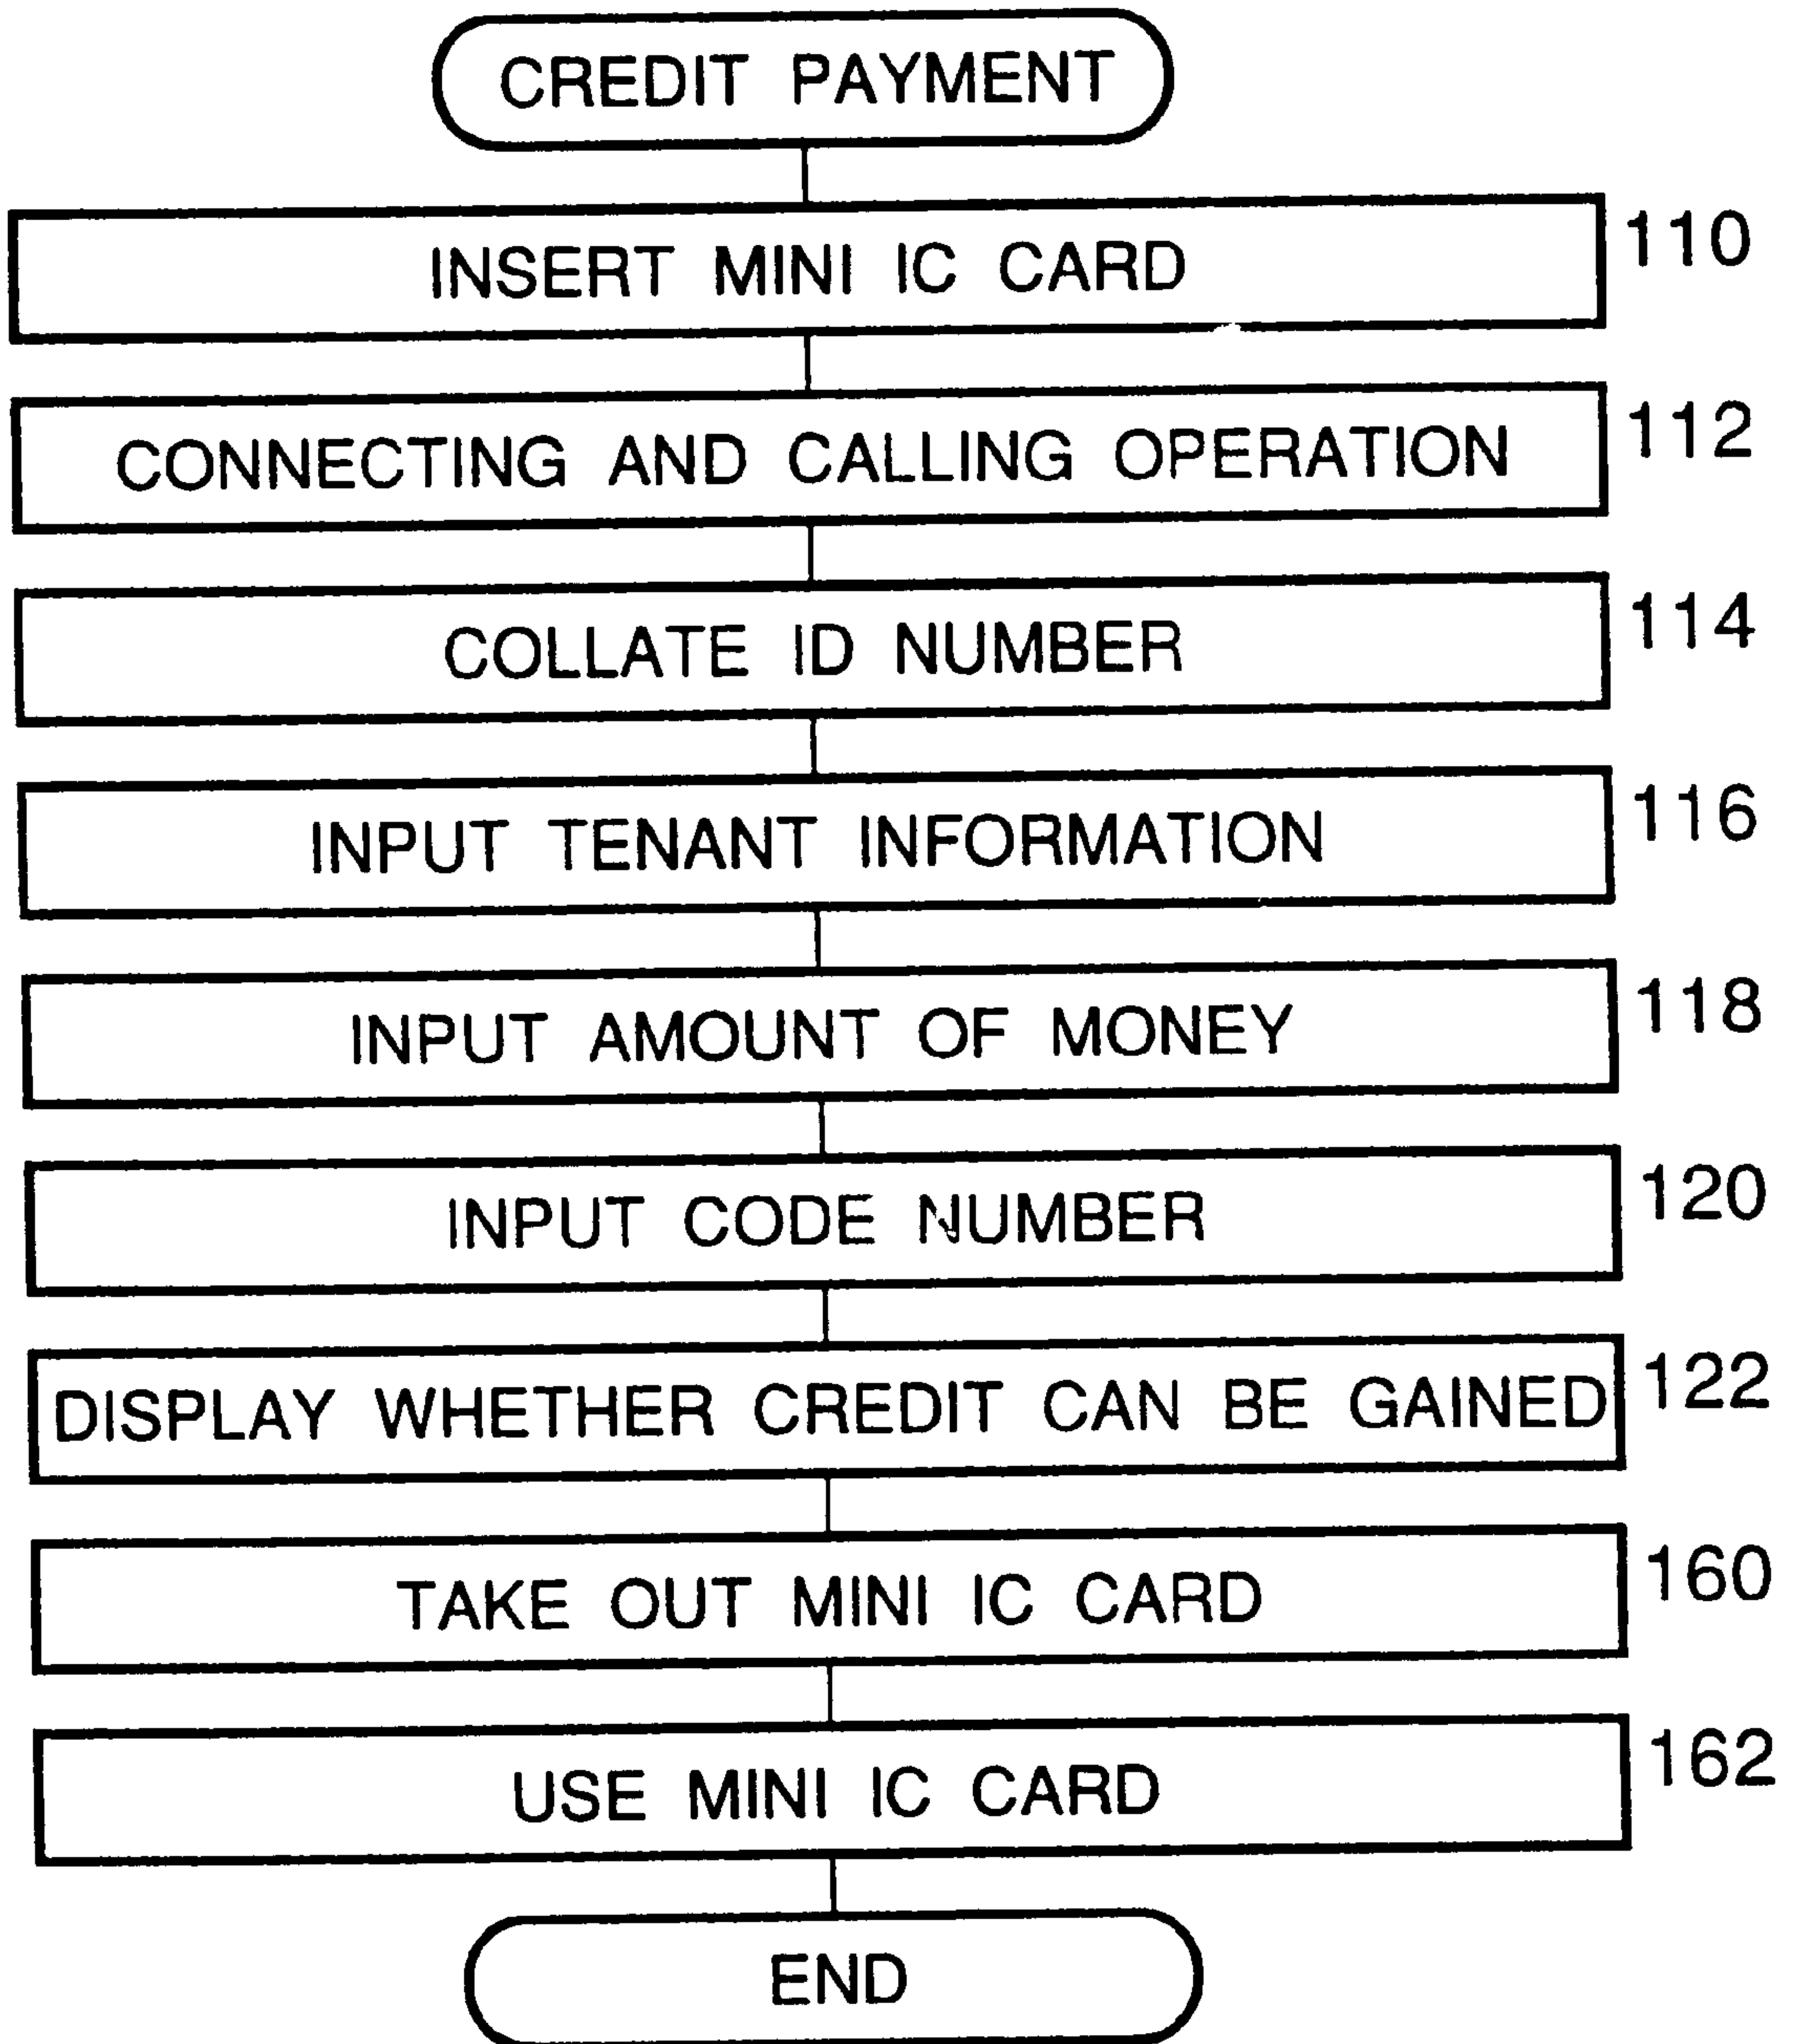 CREDIT PAYMENT
INSERT MINI IC CARD
110
CONNECTING AND CALLING OPERATION
112
COLLATE ID NUMBER
114
INPUT TENANT INFORMATION
116
INPUT AMOUNT OF MONEY
118
INPUT CODE NUMBER
120
DISPLAY WHETHER CREDIT CAN BE GAINED
122
TAKE OUT MINI IC CARD
160
USE MINI IC CARD
162
END